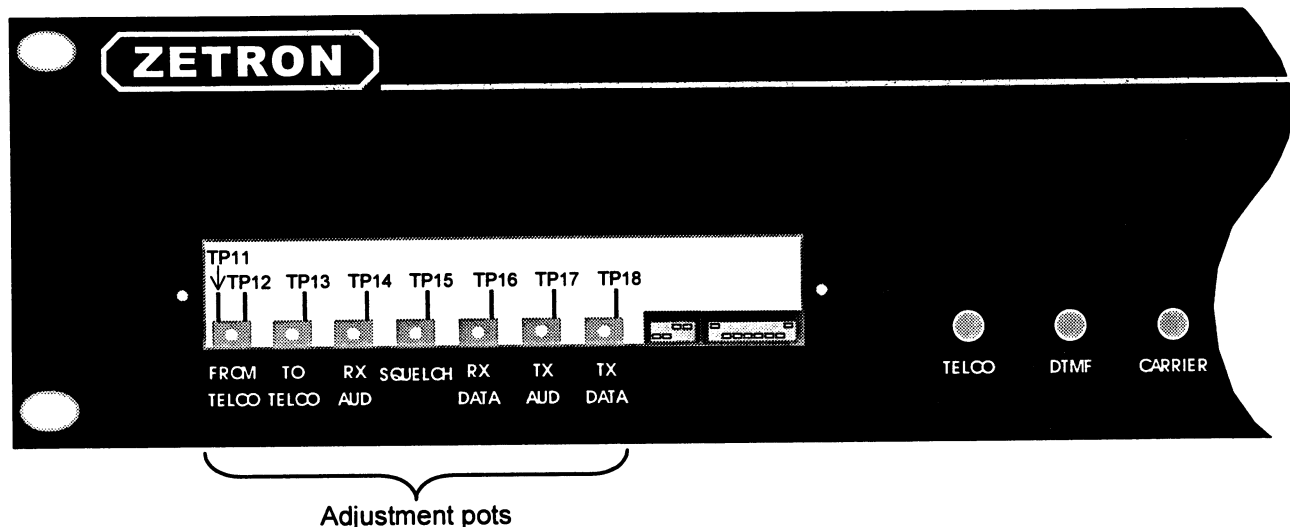 ZETRON
TP11
TP12 TP13 TP14 TP15 TP16 TP17 TP18
FROM TELCO
TO TELCO
RX AUD
SQUELCH
RX DATA
TX AUD
TX DATA
TELCO
DTMF
CARRIER
Adjustment pots